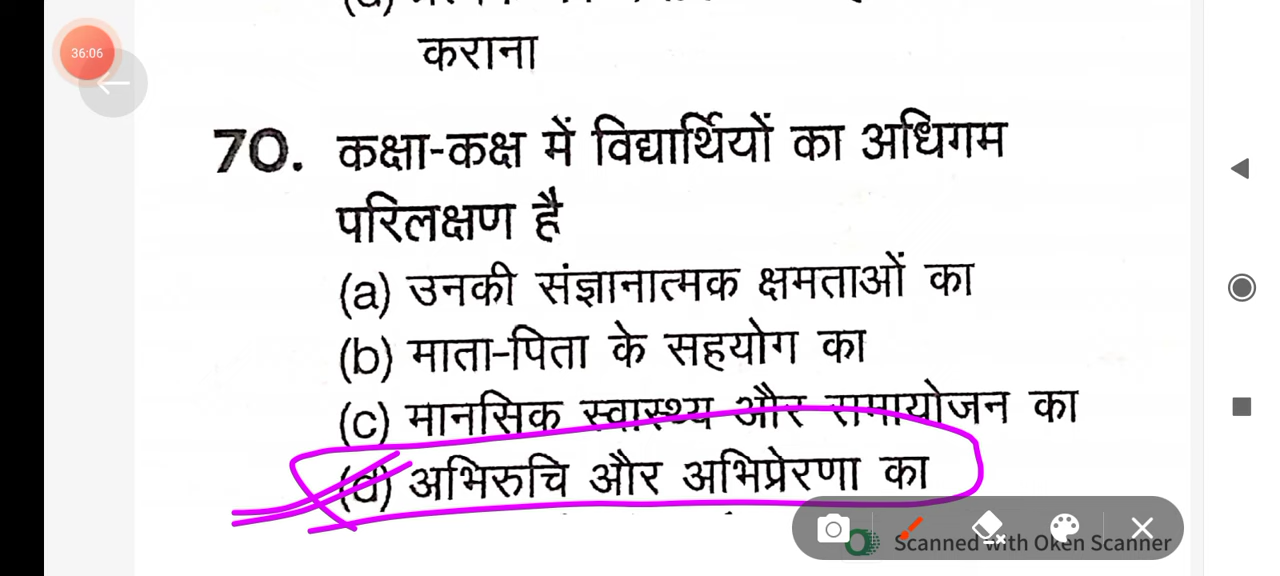 कराना
36:06
70. कक्षा-कक्ष में विद्यार्थियों का अधिगम
परिलक्षण है
(a) उनकी संज्ञानात्मक क्षमताओं का
(b) माता-पिता के सहयोग का
(c) मानसिक स्वास्थ्य और समायोजन का
(d) अभिरुचि और अभिप्रेरणा का
Scanned with Oken Scanner